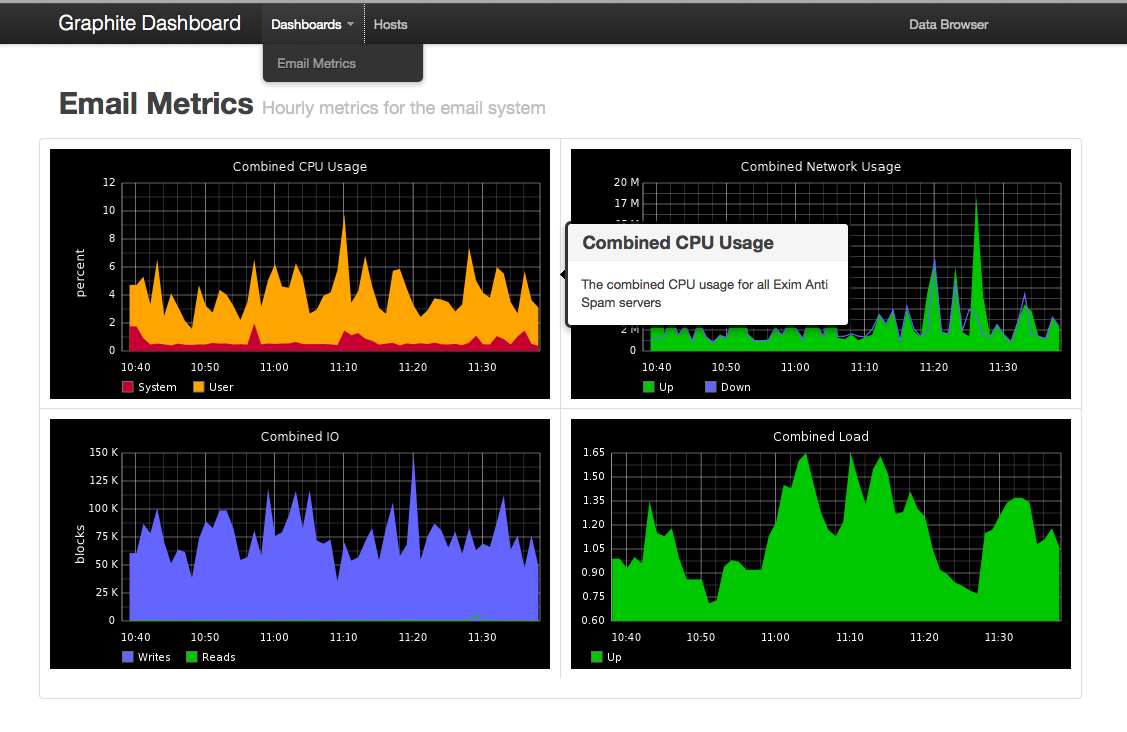 Graphite Dashboard Dashboards Hosts Data Browser
Email Metrics
Email Metrics Hourly metrics for the email system
Combined CPU Usage
percent
12
10
8
6
4
2
0
10:40 10:50 11:00 11:10 11:20 11:30
System User
Combined Network Usage
20 M
17 M
2 M
0
10:40 10:50 11:00 11:10 11:20 11:30
Up Down
Combined CPU Usage
The combined CPU usage for all Exim Anti
Spam servers
Combined IO
blocks
150 K
125 K
100 K
75 K
50 K
25 K
0
10:40 10:50 11:00 11:10 11:20 11:30
Writes Reads
Combined Load
1.65
1.50
1.35
1.20
1.05
0.90
0.75
0.60
10:40 10:50 11:00 11:10 11:20 11:30
Up